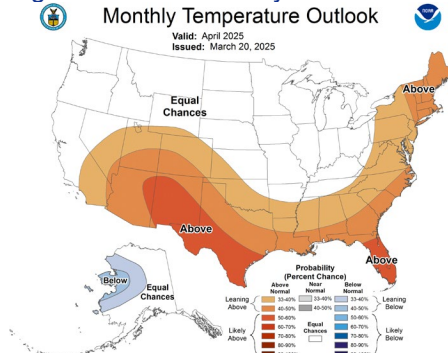 Monthly Temperature Outlook
Valid: April 2025
Issued: March 20, 2025
Equal
Chances
Above
Above
Above
Below
Equal
Chances
Probability
(Percent Chance)
Above
Normal
Near
Normal
Below
Normal
Leaning
Above
33-40%
33-40%
33-40%
Leaning
Below
40-50%
40-50%
40-50%
50-60%
50-60%
Likely
Above
60-70%
Equal
Chances
60-70%
Likely
Below
70-80%
70-80%
80-90%
80-90%